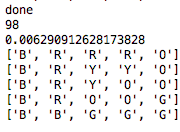 done
98
0.006290912628173828
['B', 'R', 'R', 'R', 'O']
['B', 'R', 'Y', 'Y', 'O']
['B', 'R', 'Y', 'O', 'O']
['B', 'R', 'O', 'O', 'G']
['B', 'B', 'G', 'G', 'G']